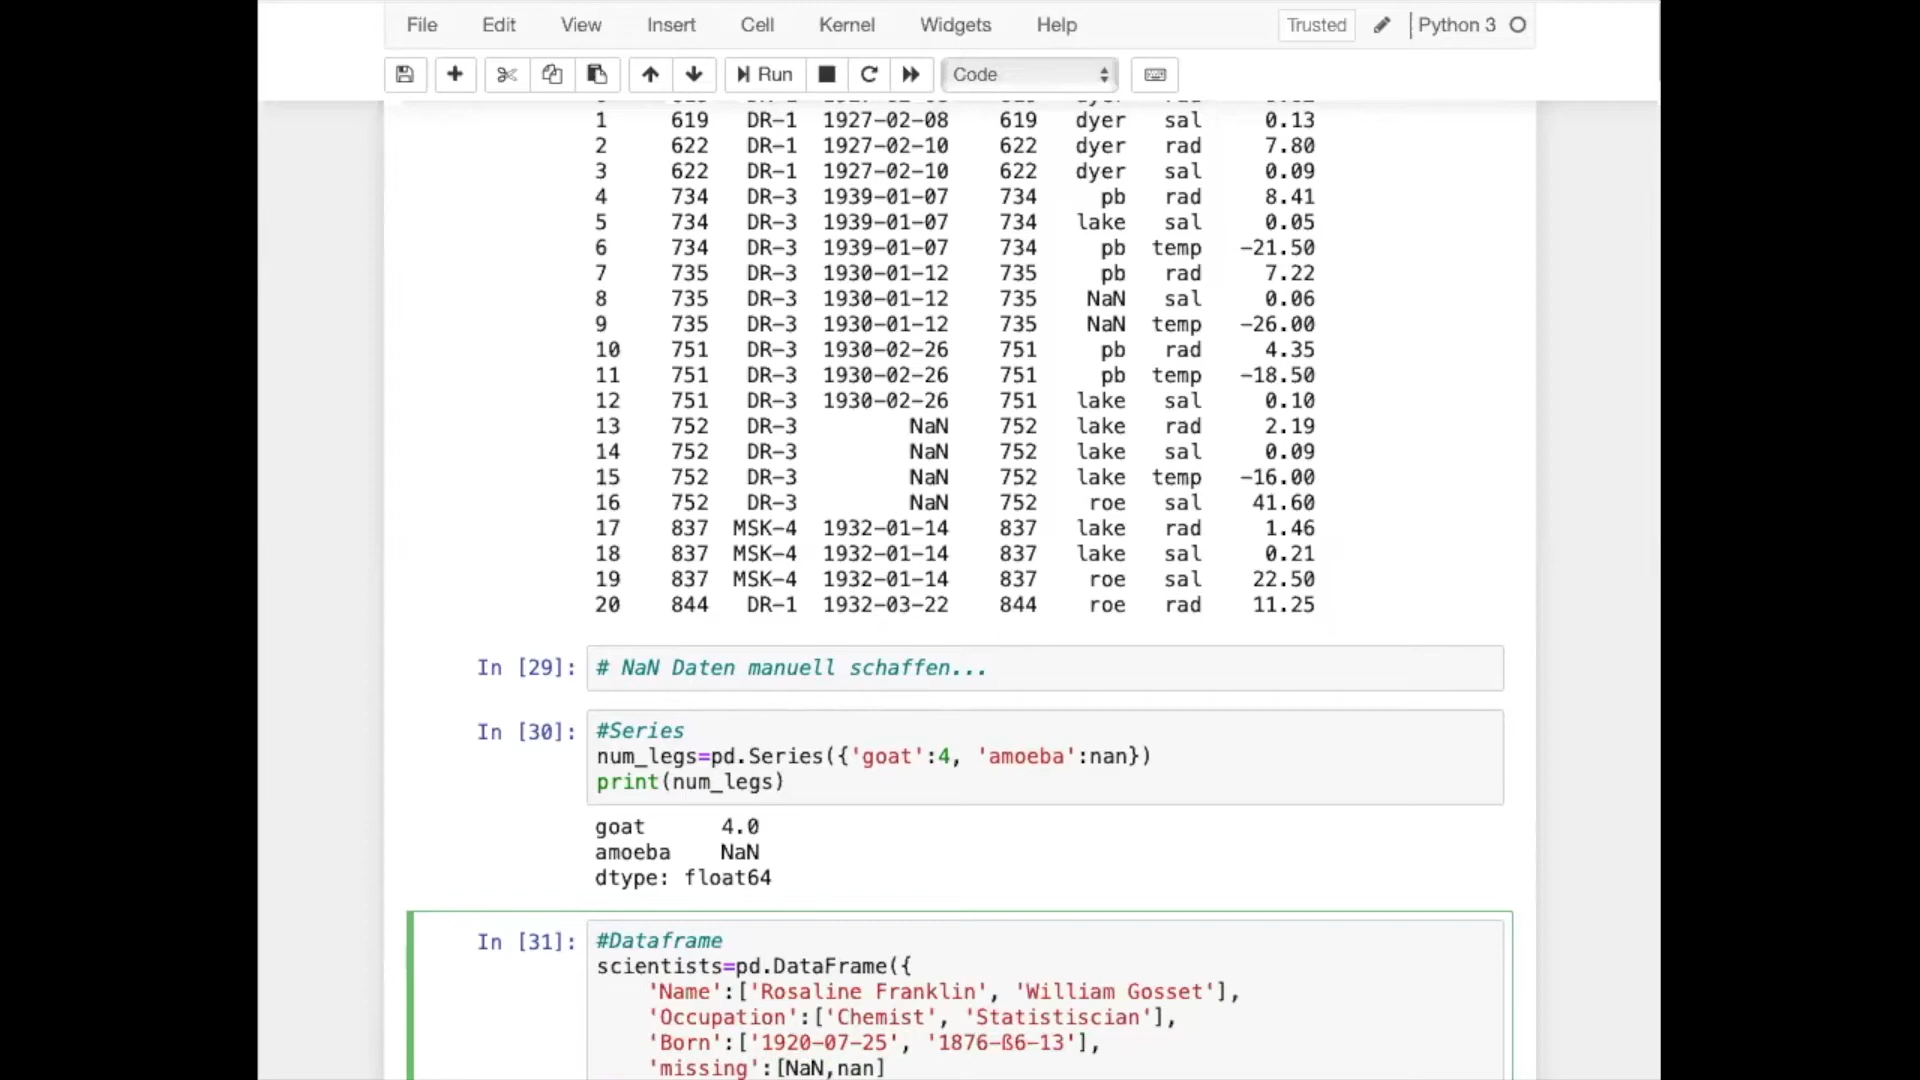 File Edit View Insert Cell Kernel Widgets Help Trusted Python 3
Run Code
1 619 DR-1 1927-02-08 619 dyer sal 0.13
2 622 DR-1 1927-02-10 622 dyer rad 7.80
3 622 DR-1 1927-02-10 622 dyer sal 0.09
4 734 DR-3 1939-01-07 734 pb rad 8.41
5 734 DR-3 1939-01-07 734 lake sal 0.05
6 734 DR-3 1939-01-07 734 pb temp -21.50
7 735 DR-3 1930-01-12 735 pb rad 7.22
8 735 DR-3 1930-01-12 735 NaN sal 0.06
9 735 DR-3 1930-01-12 735 NaN temp -26.00
10 751 DR-3 1930-02-26 751 pb rad 4.35
11 751 DR-3 1930-02-26 751 pb temp -18.50
12 751 DR-3 1930-02-26 751 lake sal 0.10
13 752 DR-3 NaN 752 lake rad 2.19
14 752 DR-3 NaN 752 lake sal 0.09
15 752 DR-3 NaN 752 lake temp -16.00
16 752 DR-3 NaN 752 roe sal 41.60
17 837 MSK-4 1932-01-14 837 lake rad 1.46
18 837 MSK-4 1932-01-14 837 lake sal 0.21
19 837 MSK-4 1932-01-14 837 roe sal 22.50
20 844 DR-1 1932-03-22 844 roe rad 11.25
In [29]: # NaN Daten manuell schaffen...
In [30]: #Series
num_legs=pd.Series({'goat':4, 'amoeba':nan})
print(num_legs)
goat 4.0
amoeba NaN
dtype: float64
In [31]: #Dataframe
scientists=pd.DataFrame({
'Name':['Rosaline Franklin', 'William Gosset'],
'Occupation':['Chemist', 'Statistiscian'],
'Born':['1920-07-25', '1876-ß6-13'],
'missing':[NaN,nan]